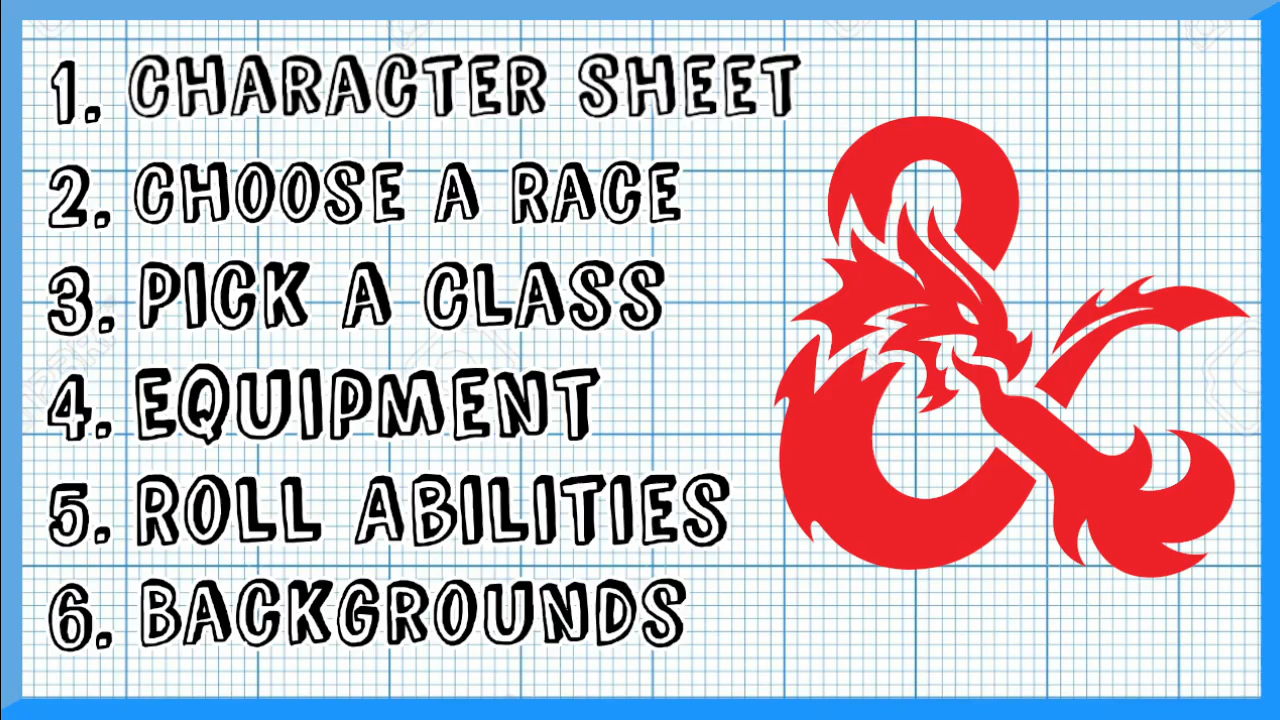 1. CHARACTER SHEET
2. CHOOSE A RACE
3. PICK A CLASS
4. EQUIPMENT
5. ROLL ABILITIES
6. BACKGROUNDS